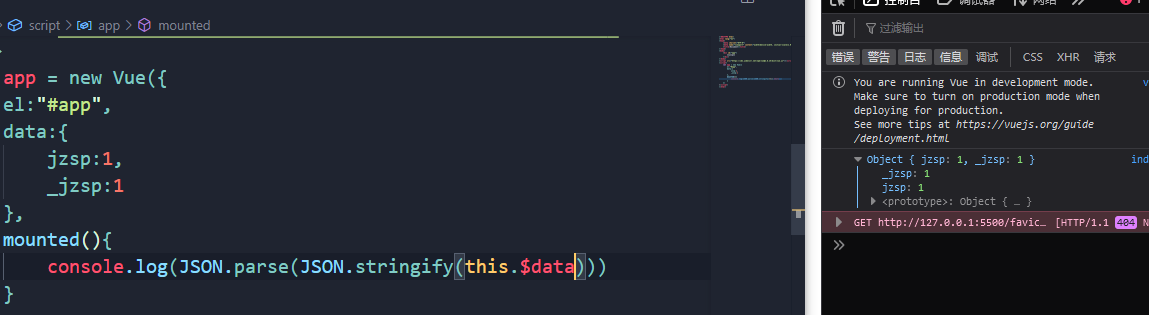 script > app > mounted
控制台 调试器 网络
app = new Vue({
el:"#app",
data:{
jzsp:1,
_jzsp:1
},
mounted(){
console.log(JSON.parse(JSON.stringify(this.$data)))
}
过滤输出
错误 警告 日志 信息 调试 CSS XHR 请求
You are running Vue in development mode.
Make sure to turn on production mode when
deploying for production.
See more tips at https://vuejs.org/guide
/deployment.html
Object { jzsp: 1, _jzsp: 1 } ind
_jzsp: 1
jzsp: 1
<prototype>: Object { … }
GET http://127.0.0.1:5500/favic… [HTTP/1.1 404 N